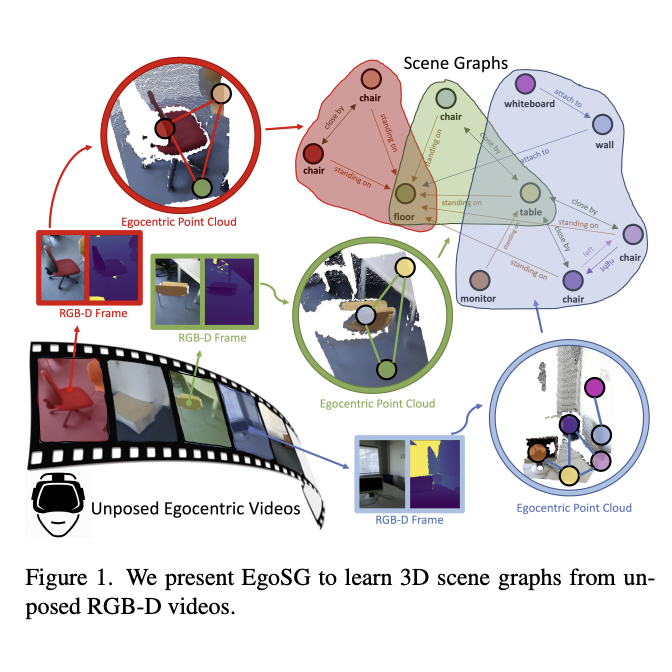 Scene Graphs
chair
close by
standing on
chair
standing on
chair
standing on
close by
whiteboard
attach to
wall
attach to
floor
standing on
table
close by
standing on
chair
close by
left
right
standing on
standing on
monitor
chair
Egocentric Point Cloud
RGB-D Frame
RGB-D Frame
Egocentric Point Cloud
RGB-D Frame
Egocentric Point Cloud
Unposed Egocentric Videos
Figure 1. We present EgoSG to learn 3D scene graphs from un-
posed RGB-D videos.